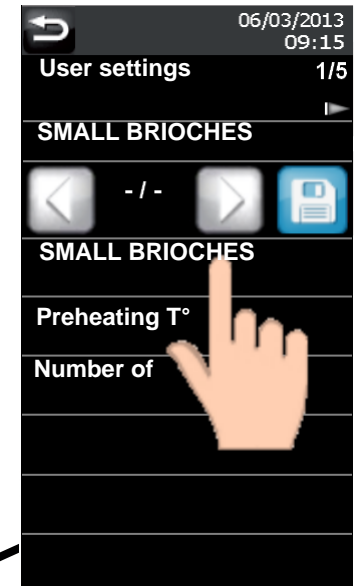 06/03/2013
09:15
User settings 1/5
SMALL BRIOCHES
- / -
SMALL BRIOCHES
Preheating T°
Number of